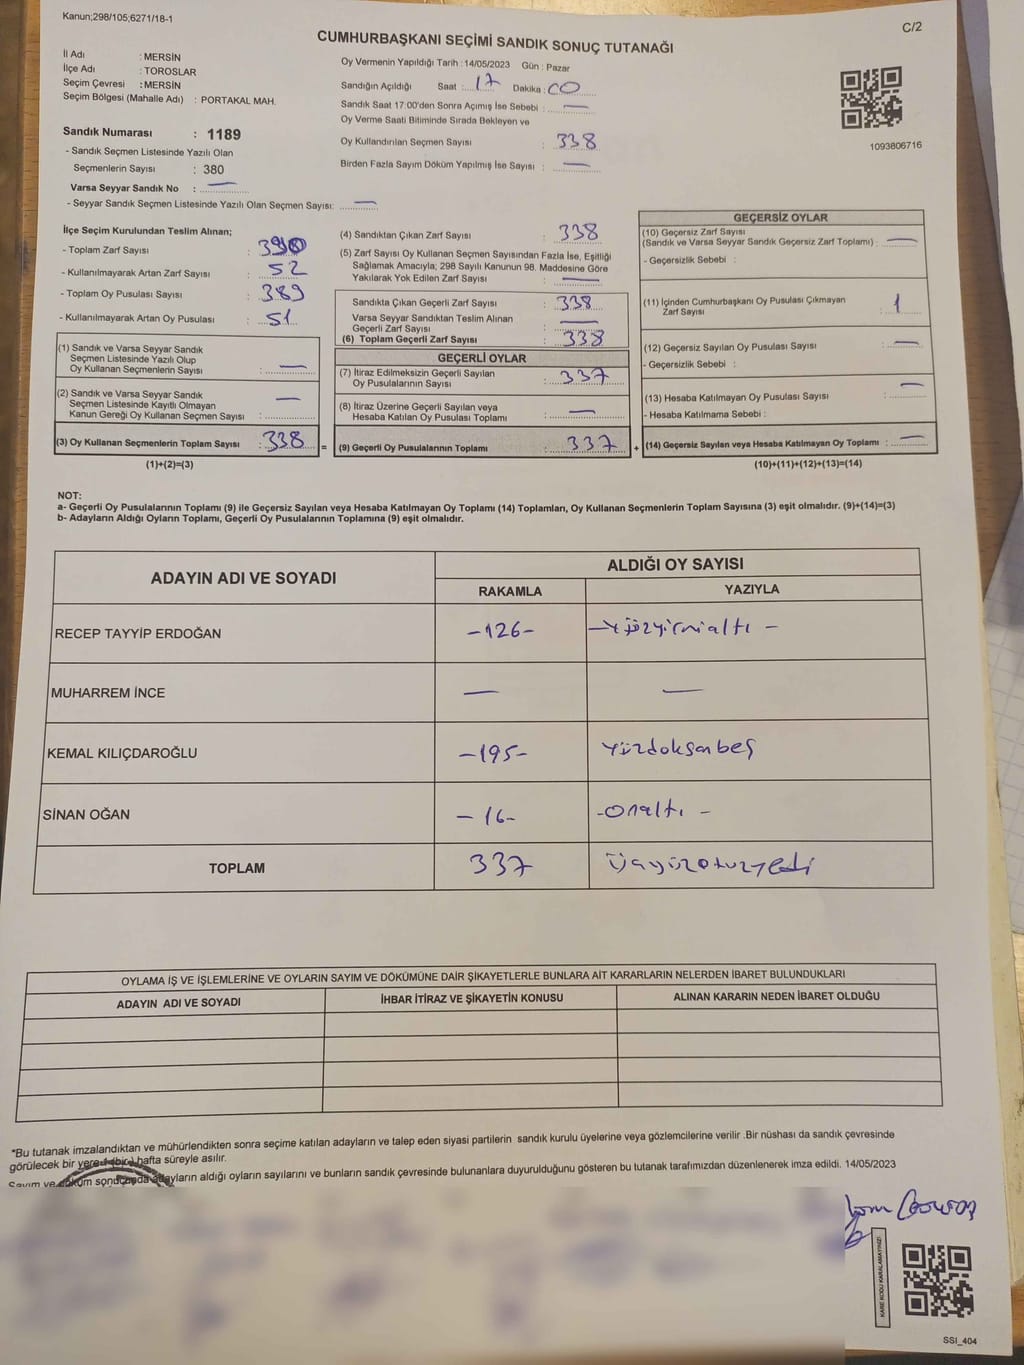 Kanun;298/105;6271/18-1
C/2
CUMHURBAŞKANI SEÇİMİ SANDIK SONUÇ TUTANAĞI
İl Adı : MERSİN
İlçe Adı : TOROSLAR
Seçim Çevresi : MERSİN
Seçim Bölgesi (Mahalle Adı) : PORTAKAL MAH.
Sandık Numarası : 1189
- Sandık Seçmen Listesinde Yazılı Olan
Seçmenlerin Sayısı : 380
Varsa Seyyar Sandık No : —
- Seyyar Sandık Seçmen Listesinde Yazılı Olan Seçmen Sayısı: —
Oy Vermenin Yapıldığı Tarih :14/05/2023 Gün : Pazar
Sandığın Açıldığı Saat : 17 Dakika : 00
Sandık Saat 17:00'den Sonra Açımış İse Sebebi : —
Oy Verme Saati Bitiminde Sırada Bekleyen ve
Oy Kullandırılan Seçmen Sayısı : 338
Birden Fazla Sayım Döküm Yapılmış İse Sayısı : —
1093806716
İlçe Seçim Kurulundan Teslim Alınan;
- Toplam Zarf Sayısı :
- Kullanılmayarak Artan Zarf Sayısı : 52
- Toplam Oy Pusulası Sayısı : 389
- Kullanılmayarak Artan Oy Pusulası : 51
(1) Sandık ve Varsa Seyyar Sandık
Seçmen Listesinde Yazılı Olup
Oy Kullanan Seçmenlerin Sayısı : —
(2) Sandık ve Varsa Seyyar Sandık
Seçmen Listesinde Kayıtlı Olmayan
Kanun Gereği Oy Kullanan Seçmen Sayısı : —
(3) Oy Kullanan Seçmenlerin Toplam Sayısı : 338
(1)+(2)=(3)
(4) Sandıktan Çıkan Zarf Sayısı : 338
(5) Zarf Sayısı Oy Kullanan Seçmen Sayısından Fazla İse, Eşitliği
Sağlamak Amacıyla; 298 Sayılı Kanunun 98. Maddesine Göre
Yakılarak Yok Edilen Zarf Sayısı : —
Sandıkta Çıkan Geçerli Zarf Sayısı : 338
Varsa Seyyar Sandıktan Teslim Alınan
Geçerli Zarf Sayısı : —
(6) Toplam Geçerli Zarf Sayısı : 338
GEÇERLİ OYLAR
(7) İtiraz Edilmeksizin Geçerli Sayılan
Oy Pusulalarının Sayısı : 337
(8) İtiraz Üzerine Geçerli Sayılan veya
Hesaba Katılan Oy Pusulası Toplamı : —
= (9) Geçerli Oy Pusulalarının Toplamı : 337
GEÇERSİZ OYLAR
(10) Geçersiz Zarf Sayısı
(Sandık ve Varsa Seyyar Sandık Geçersiz Zarf Toplamı) : —
- Geçersizlik Sebebi :
(11) İçinden Cumhurbaşkanı Oy Pusulası Çıkmayan
Zarf Sayısı : 1
(12) Geçersiz Sayılan Oy Pusulası Sayısı : —
- Geçersizlik Sebebi :
(13) Hesaba Katılmayan Oy Pusulası Sayısı : —
- Hesaba Katılmama Sebebi :
+ (14) Geçersiz Sayılan veya Hesaba Katılmayan Oy Toplamı : —
(10)+(11)+(12)+(13)=(14)
NOT:
a- Geçerli Oy Pusulalarının Toplamı (9) ile Geçersiz Sayılan veya Hesaba Katılmayan Oy Toplamı (14) Toplamları, Oy Kullanan Seçmenlerin Toplam Sayısına (3) eşit olmalıdır. (9)+(14)=(3)
b- Adayların Aldığı Oyların Toplamı, Geçerli Oy Pusulalarının Toplamına (9) eşit olmalıdır.
ADAYIN ADI VE SOYADI
ALDIĞI OY SAYISI
RAKAMLA YAZIYLA
RECEP TAYYİP ERDOĞAN -126- -Yüzyirmialtı -
MUHARREM İNCE — —
KEMAL KILIÇDAROĞLU -195- Yüzdoksanbeş
SİNAN OĞAN -16- -Onaltı -
TOPLAM 337 Üçyüzotuzyedi
OYLAMA İŞ VE İŞLEMLERİNE VE OYLARIN SAYIM VE DÖKÜMÜNE DAİR ŞİKAYETLERLE BUNLARA AİT KARARLARIN NELERDEN İBARET BULUNDUKLARI
ADAYIN ADI VE SOYADI İHBAR İTİRAZ VE ŞİKAYETİN KONUSU ALINAN KARARIN NEDEN İBARET OLDUĞU
*Bu tutanak imzalandıktan ve mühürlendikten sonra seçime katılan adayların ve talep eden siyasi partilerin sandık kurulu üyelerine veya gözlemcilerine verilir .Bir nüshası da sandık çevresinde
görülecek bir yere 1 (bir) hafta süreyle asılır.
Sayım ve döküm sonucunda adayların aldığı oyların sayılarını ve bunların sandık çevresinde bulunanlara duyurulduğunu gösteren bu tutanak tarafımızdan düzenlenerek imza edildi. 14/05/2023
KARE KODU KARALAMAYINIZ!
SSI_404